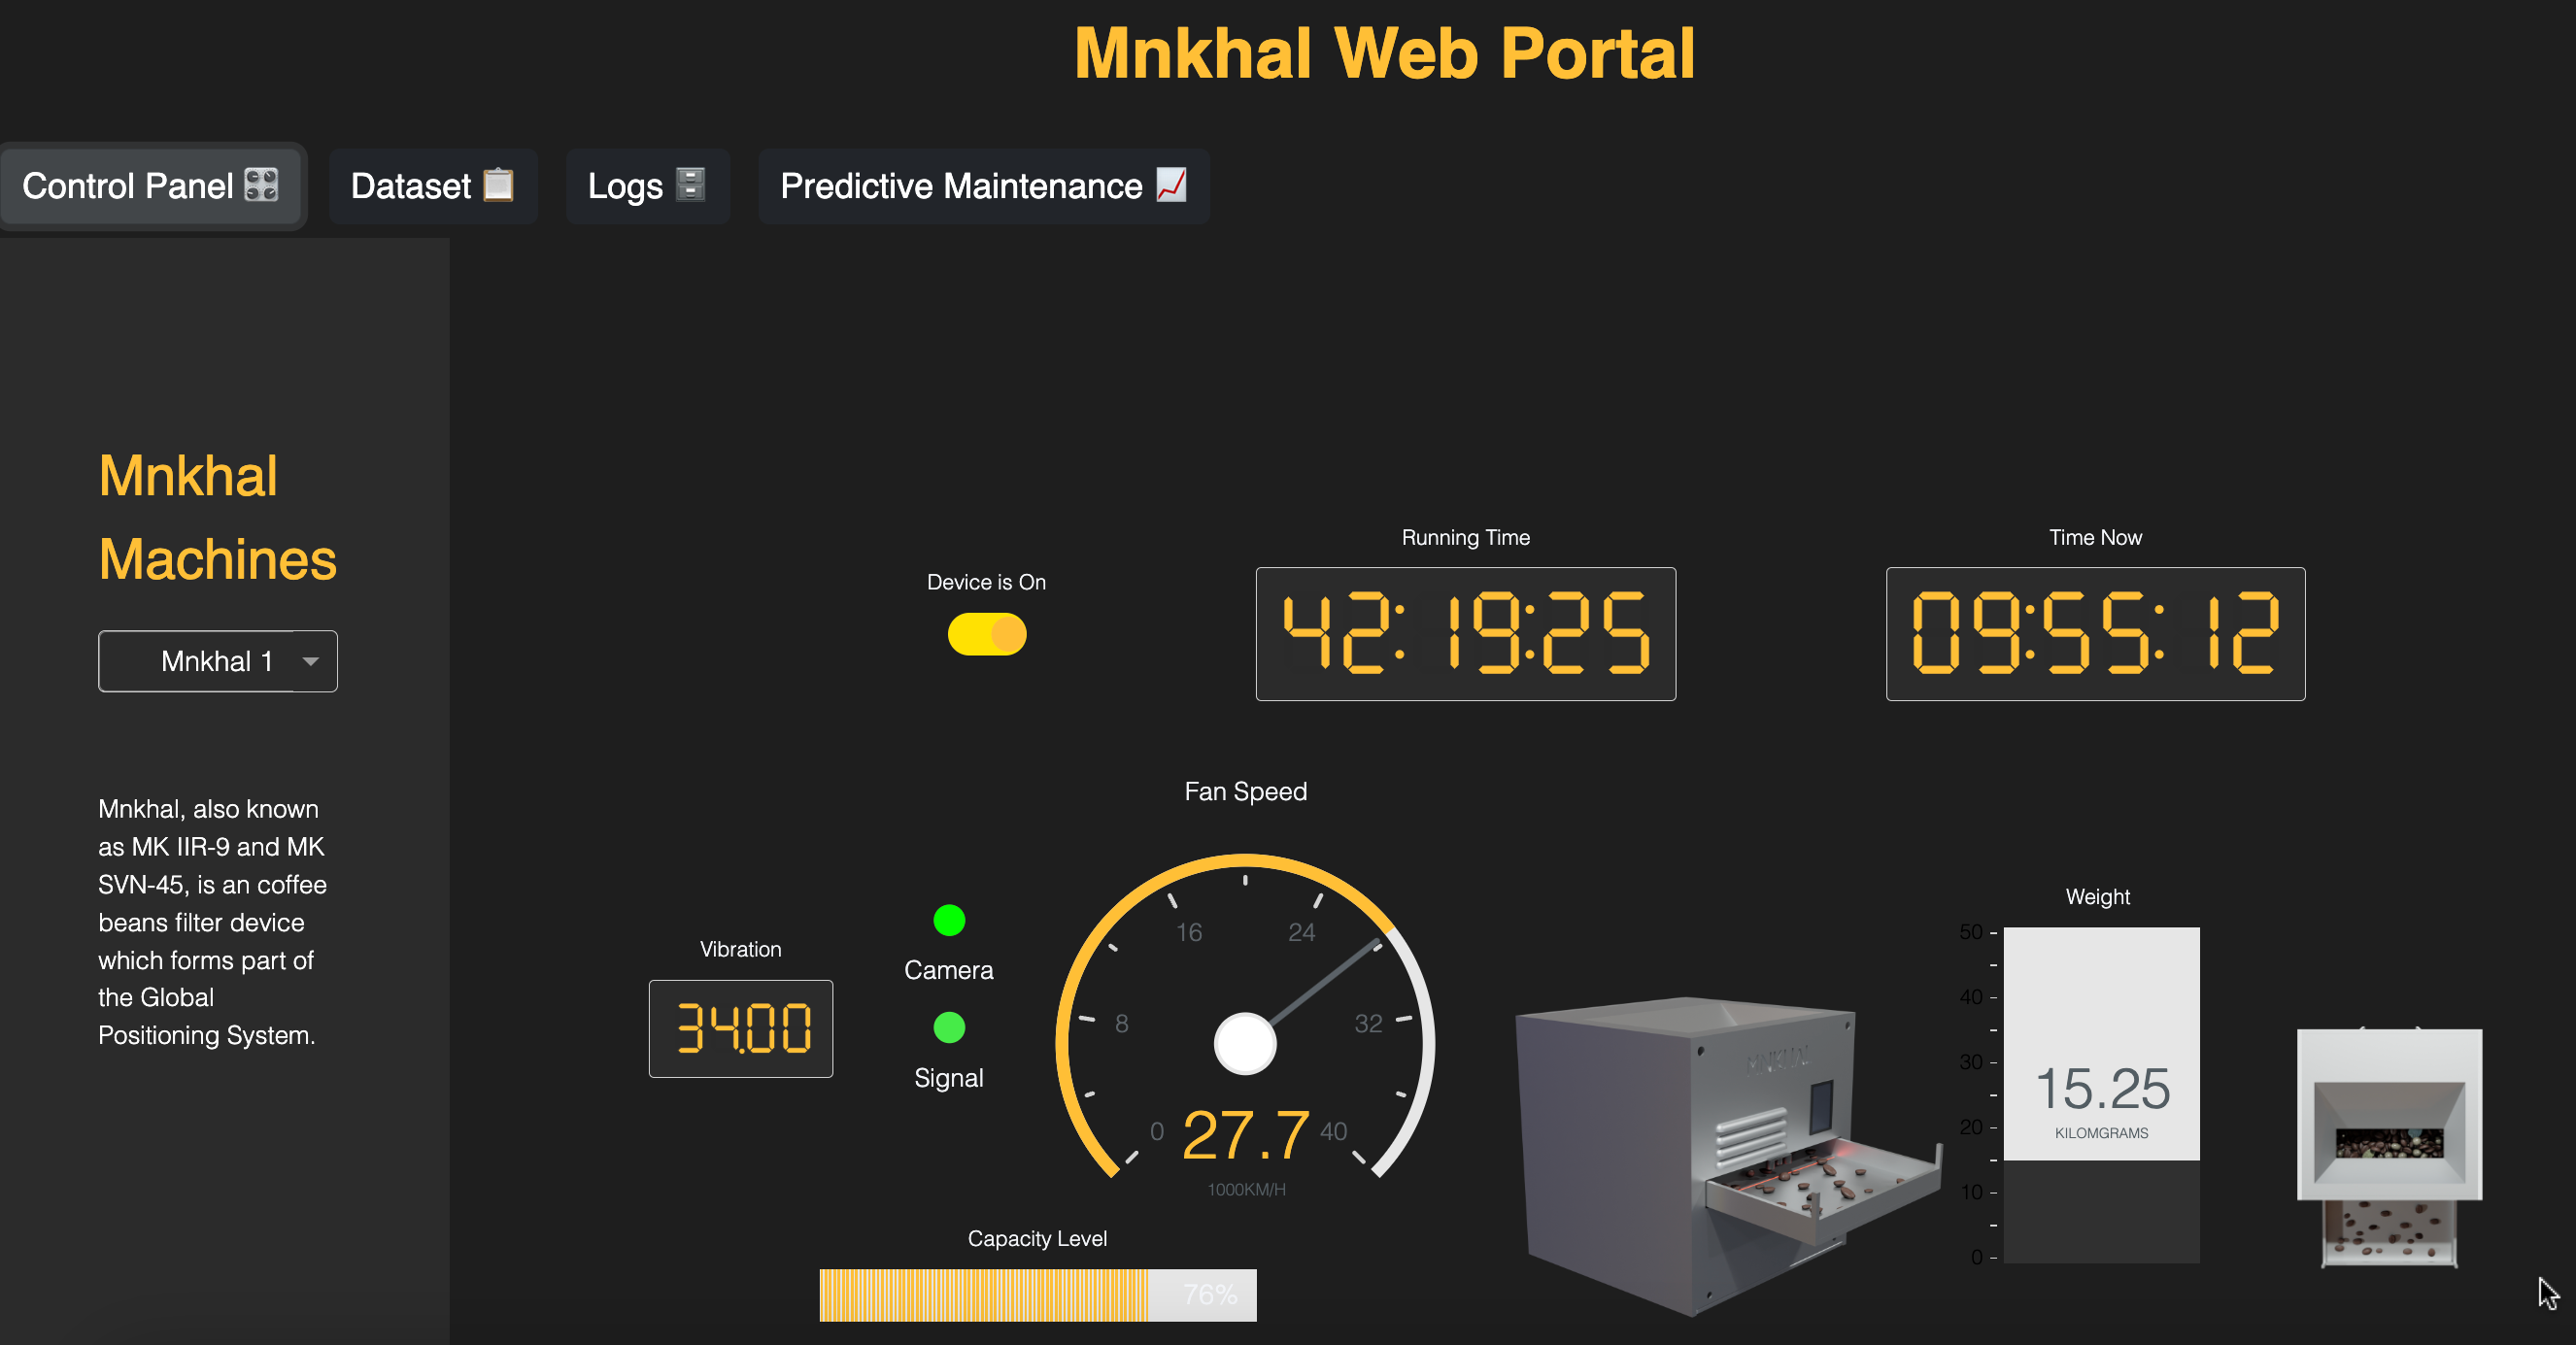 Mnkhal Web Portal
Control Panel 🎛️
Dataset 📋
Logs 🗄️
Predictive Maintenance 📈
Mnkhal
Machines
Mnkhal 1
Mnkhal, also known
as MK IIR-9 and MK
SVN-45, is an coffee
beans filter device
which forms part of
the Global
Positioning System.
Device is On
Running Time
42:19:25
Time Now
09:55:12
Vibration
34.00
Camera
Signal
Fan Speed
0
8
16
24
32
40
27.7
1000KM/H
Capacity Level
76%
MNKHAL
Weight
50
40
30
20
10
0
15.25
KILOMGRAMS